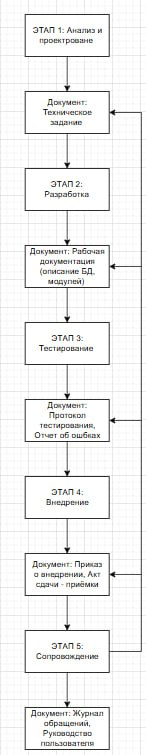 ЭТАП 1: Анализ и
проектроване
Документ:
Техническое
задание
ЭТАП 2:
Разработка
Документ: Рабочая
документация
(описание БД,
модулей)
ЭТАП 3:
Тестирование
Документ:
Протокол
тестирования,
Отчет об ошбках
ЭТАП 4:
Внедрение
Документ: Приказ
о внедрении, Акт
сдачи - приёмки
ЭТАП 5:
Сопровождение
Документ: Журнал
обращений,
Руководство
пользователя